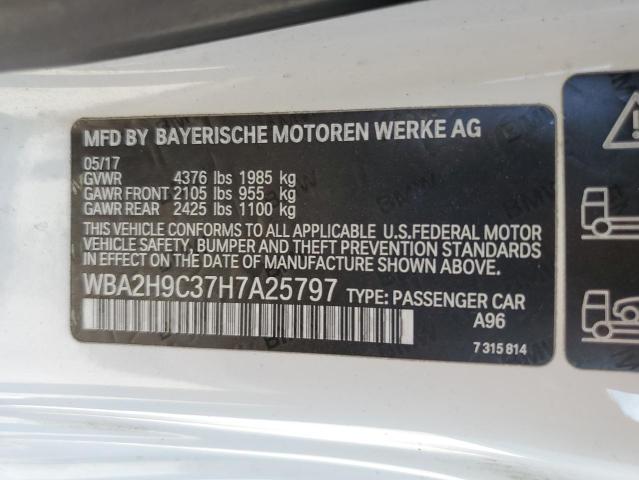 MFD BY BAYERISCHE MOTOREN WERKE AG
05/17
GVWR 4376 lbs 1985 kg
GAWR FRONT 2105 lbs 955 kg
GAWR REAR 2425 lbs 1100 kg
THIS VEHICLE CONFORMS TO ALL APPLICABLE U.S.FEDERAL MOTOR
VEHICLE SAFETY, BUMPER AND THEFT PREVENTION STANDARDS
IN EFFECT ON THE DATE OF MANUFACTURE SHOWN ABOVE.
WBA2H9C37H7A25797 TYPE: PASSENGER CAR
A96
7 315 814